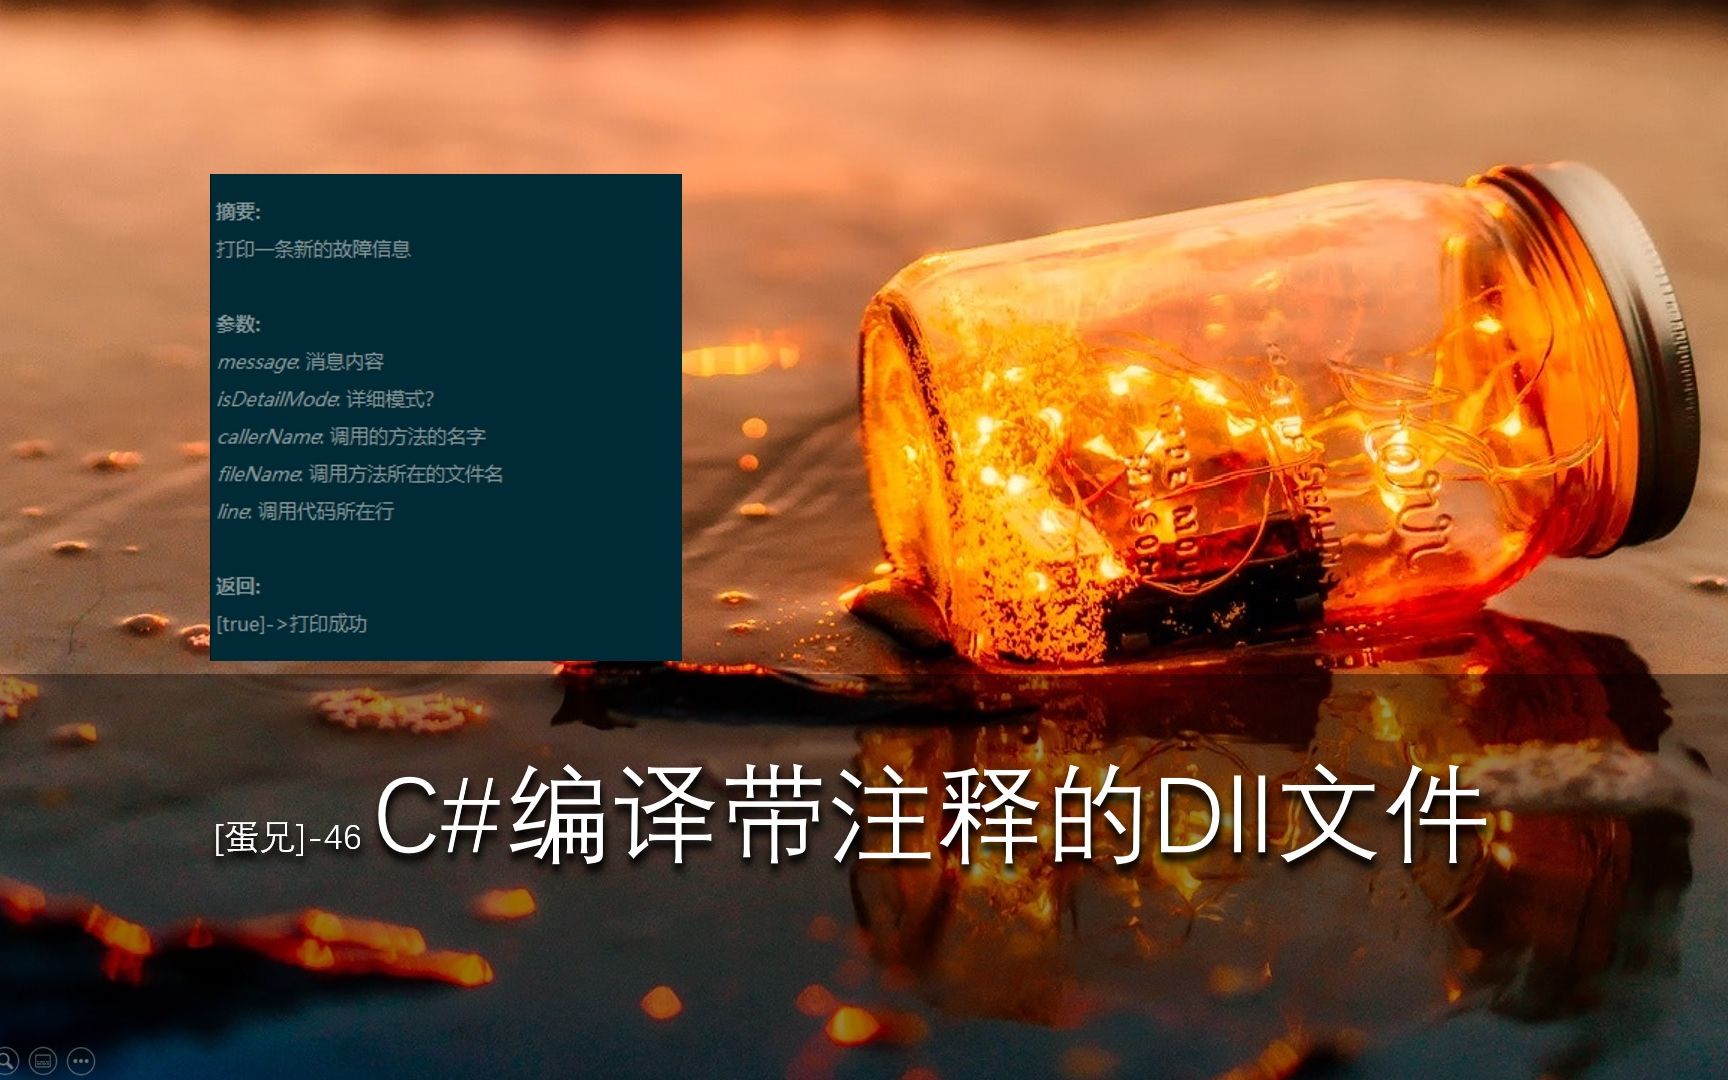 摘要:
打印一条新的故障信息
参数:
message: 消息内容
isDetailMode: 详细模式?
callerName: 调用的方法的名字
fileName: 调用方法所在的文件名
line: 调用代码所在行
返回:
[true]->打印成功
[蛋兄]-46 C#编译带注释的Dll文件